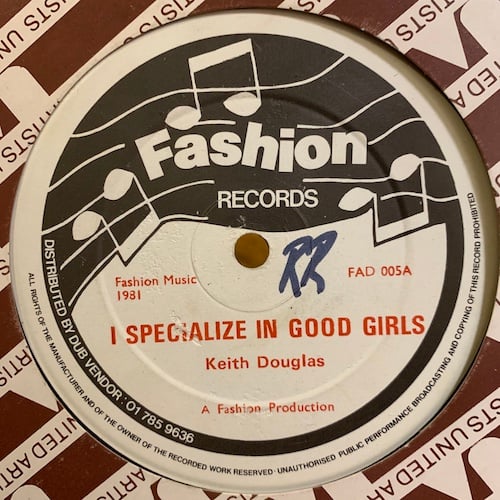 Fashion
RECORDS
Fashion Music
1981
RR
FAD 005A
I SPECIALIZE IN GOOD GIRLS
Keith Douglas
A Fashion Production
DISTRIBUTED BY DUB VENDOR: 01 785 9636
ALL RIGHTS OF THE MANUFACTURER AND OF THE OWNER OF THE RECORDED WORK RESERVED · UNAUTHORISED PUBLIC PERFORMANCE BROADCASTING AND COPYING OF THIS RECORD PROHIBITED
ARTISTS UNITED
UNITED ARTISTS